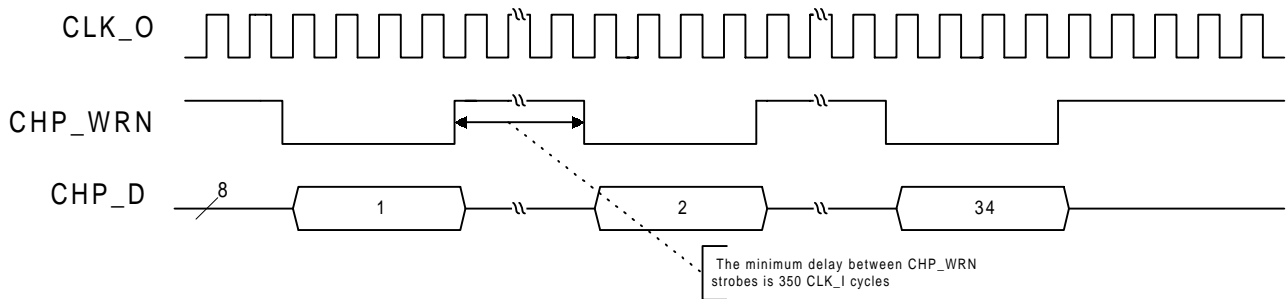 CLK_O
CHP_WRN
CHP_D
8
1
2
34
The minimum delay between CHP_WRN
strobes is 350 CLK_I cycles